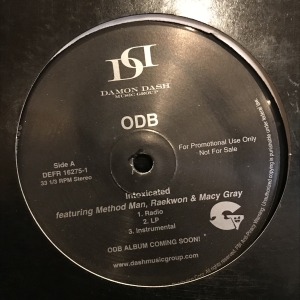 DD
DAMON DASH
MUSIC GROUP
ODB
Side A
DEFR 16275-1
33 1/3 RPM Stereo
For Promotional Use Only
Not For Sale
Intoxicated
featuring Method Man, Raekwon & Macy Gray
1. Radio
2. LP
3. Instrumental
ODB ALBUM COMING SOON!
www.dashmusicgroup.com